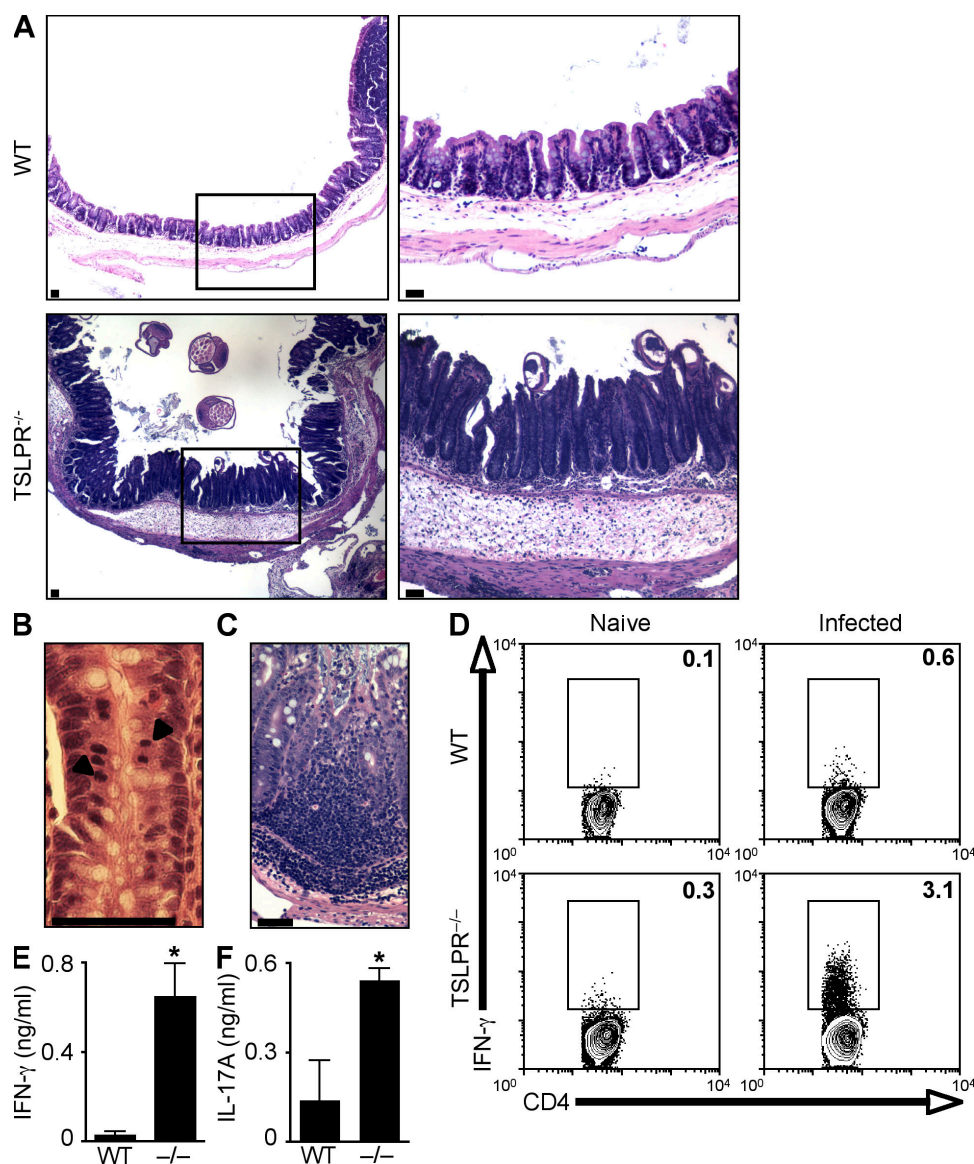 A
WT
TSLPR-/-
B
C
D
Naive
Infected
10⁴
0.1
10⁴
0.6
WT
10⁰
10⁴
10⁰
10⁴
10⁴
0.3
10⁴
3.1
TSLPR–/–
IFN-γ
10⁰
10⁴
10⁰
10⁴
CD4
E
F
*
*
IFN-γ (ng/ml)
0.8
0.4
0
WT
–/–
IL-17A (ng/ml)
0.6
0.3
0
WT
–/–